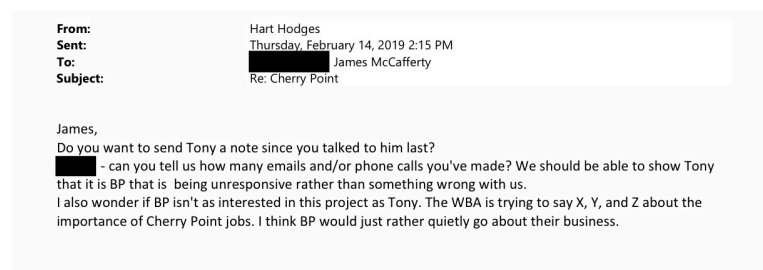 From: Hart Hodges
Sent: Thursday, February 14, 2019 2:15 PM
To: James McCafferty
Subject: Re: Cherry Point
James,
Do you want to send Tony a note since you talked to him last?
- can you tell us how many emails and/or phone calls you've made? We should be able to show Tony
that it is BP that is being unresponsive rather than something wrong with us.
I also wonder if BP isn't as interested in this project as Tony. The WBA is trying to say X, Y, and Z about the
importance of Cherry Point jobs. I think BP would just rather quietly go about their business.